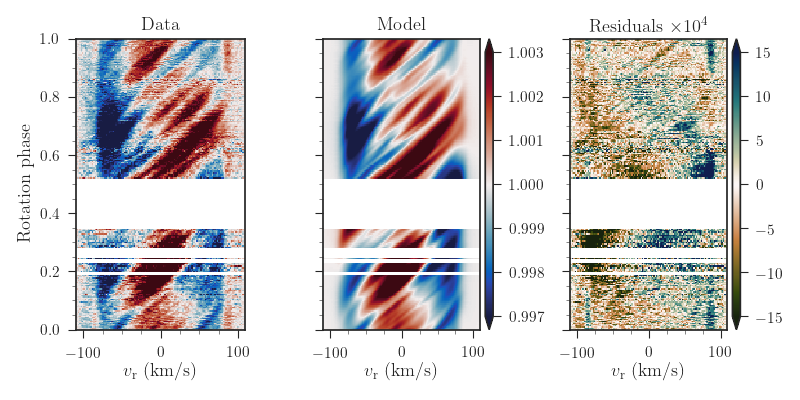 Data Model Residuals ×10⁴
1.0 1.003 15
0.8 1.002 10
1.001 5
0.6 1.000 0
0.4 0.999 −5
0.2 0.998 −10
0.0 0.997 −15
Rotation phase
−100 0 100 −100 0 100 −100 0 100
v_r (km/s) v_r (km/s) v_r (km/s)